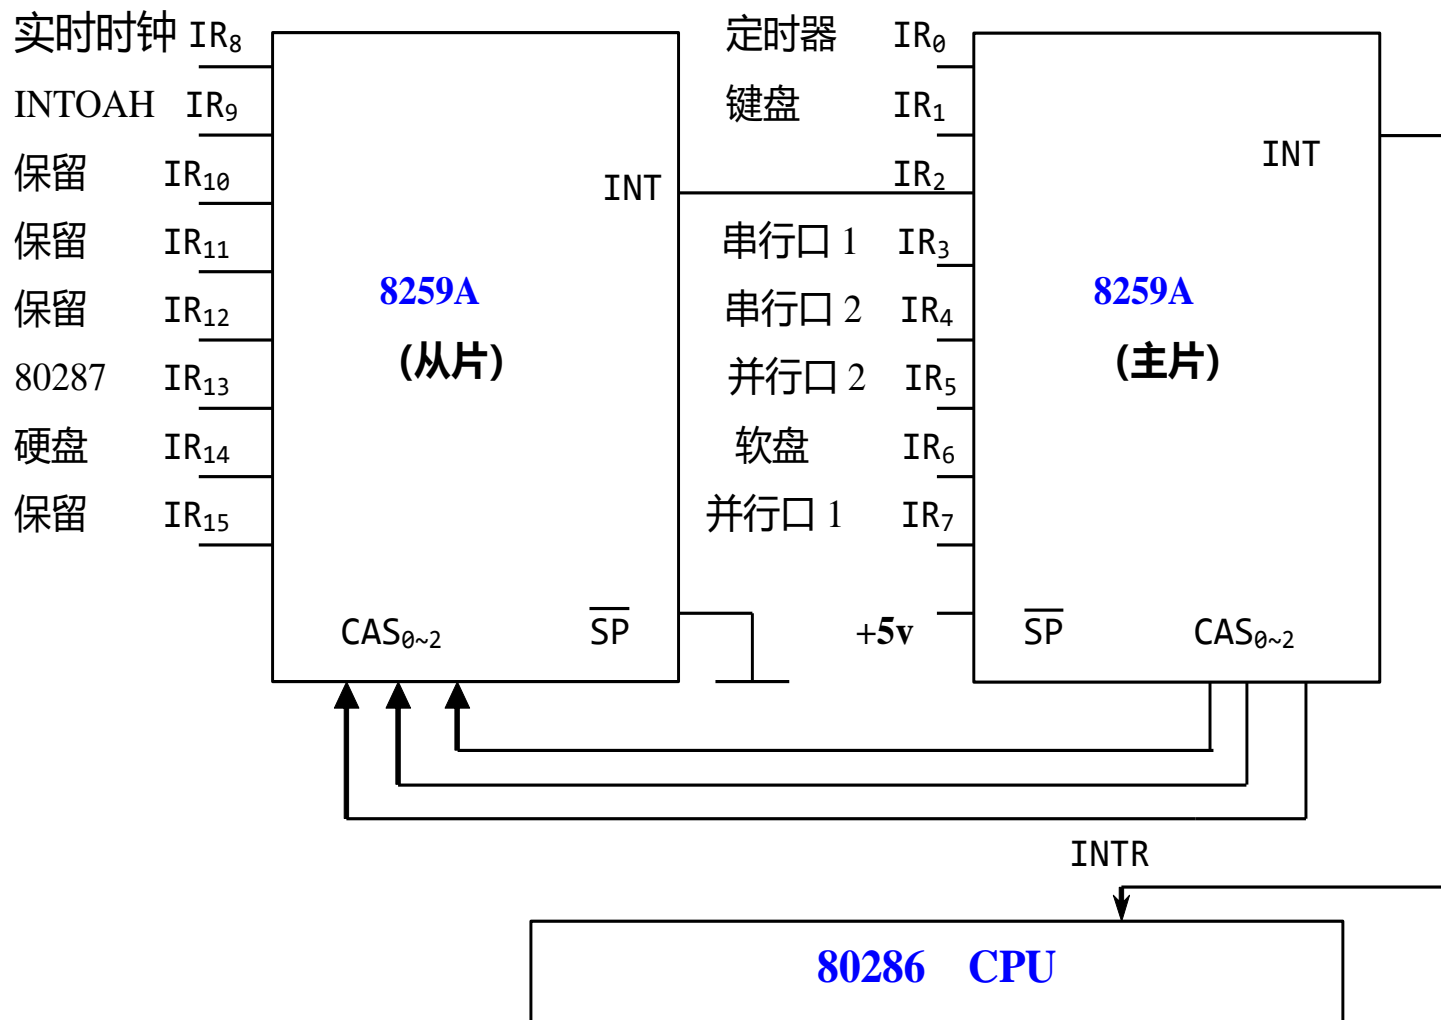 实时时钟 IR₈
INTOAH IR₉
保留 IR₁₀
保留 IR₁₁
保留 IR₁₂
80287 IR₁₃
硬盘 IR₁₄
保留 IR₁₅
INT
8259A
(从片)
CAS₀~₂
S̅P̅
定时器 IR₀
键盘 IR₁
IR₂
串行口 1 IR₃
串行口 2 IR₄
并行口 2 IR₅
软盘 IR₆
并行口 1 IR₇
+5v
INT
8259A
(主片)
S̅P̅
CAS₀~₂
INTR
80286 CPU